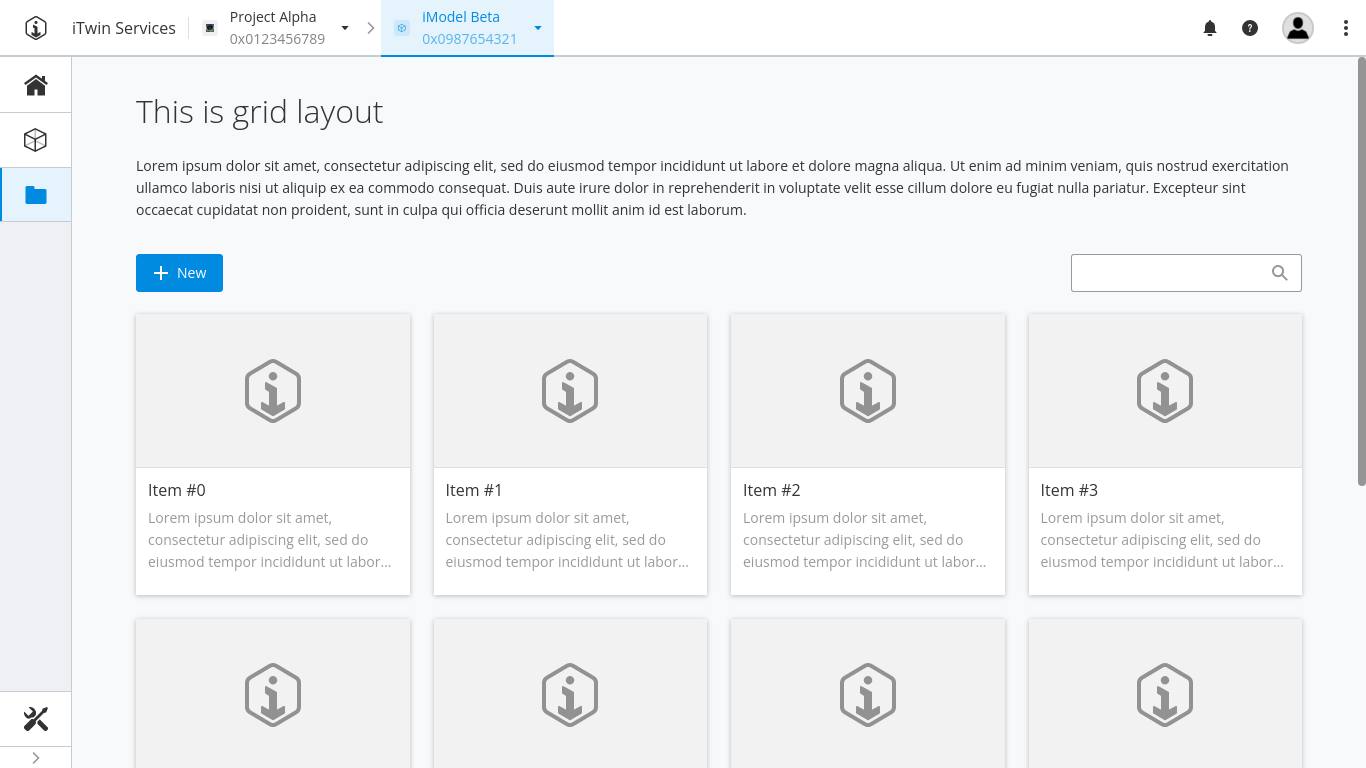 iTwin Services
Project Alpha
0x0123456789
iModel Beta
0x0987654321
This is grid layout
Lorem ipsum dolor sit amet, consectetur adipiscing elit, sed do eiusmod tempor incididunt ut labore et dolore magna aliqua. Ut enim ad minim veniam, quis nostrud exercitation
ullamco laboris nisi ut aliquip ex ea commodo consequat. Duis aute irure dolor in reprehenderit in voluptate velit esse cillum dolore eu fugiat nulla pariatur. Excepteur sint
occaecat cupidatat non proident, sunt in culpa qui officia deserunt mollit anim id est laborum.
New
Item #0
Lorem ipsum dolor sit amet,
consectetur adipiscing elit, sed do
eiusmod tempor incididunt ut labor...
Item #1
Lorem ipsum dolor sit amet,
consectetur adipiscing elit, sed do
eiusmod tempor incididunt ut labor...
Item #2
Lorem ipsum dolor sit amet,
consectetur adipiscing elit, sed do
eiusmod tempor incididunt ut labor...
Item #3
Lorem ipsum dolor sit amet,
consectetur adipiscing elit, sed do
eiusmod tempor incididunt ut labor...